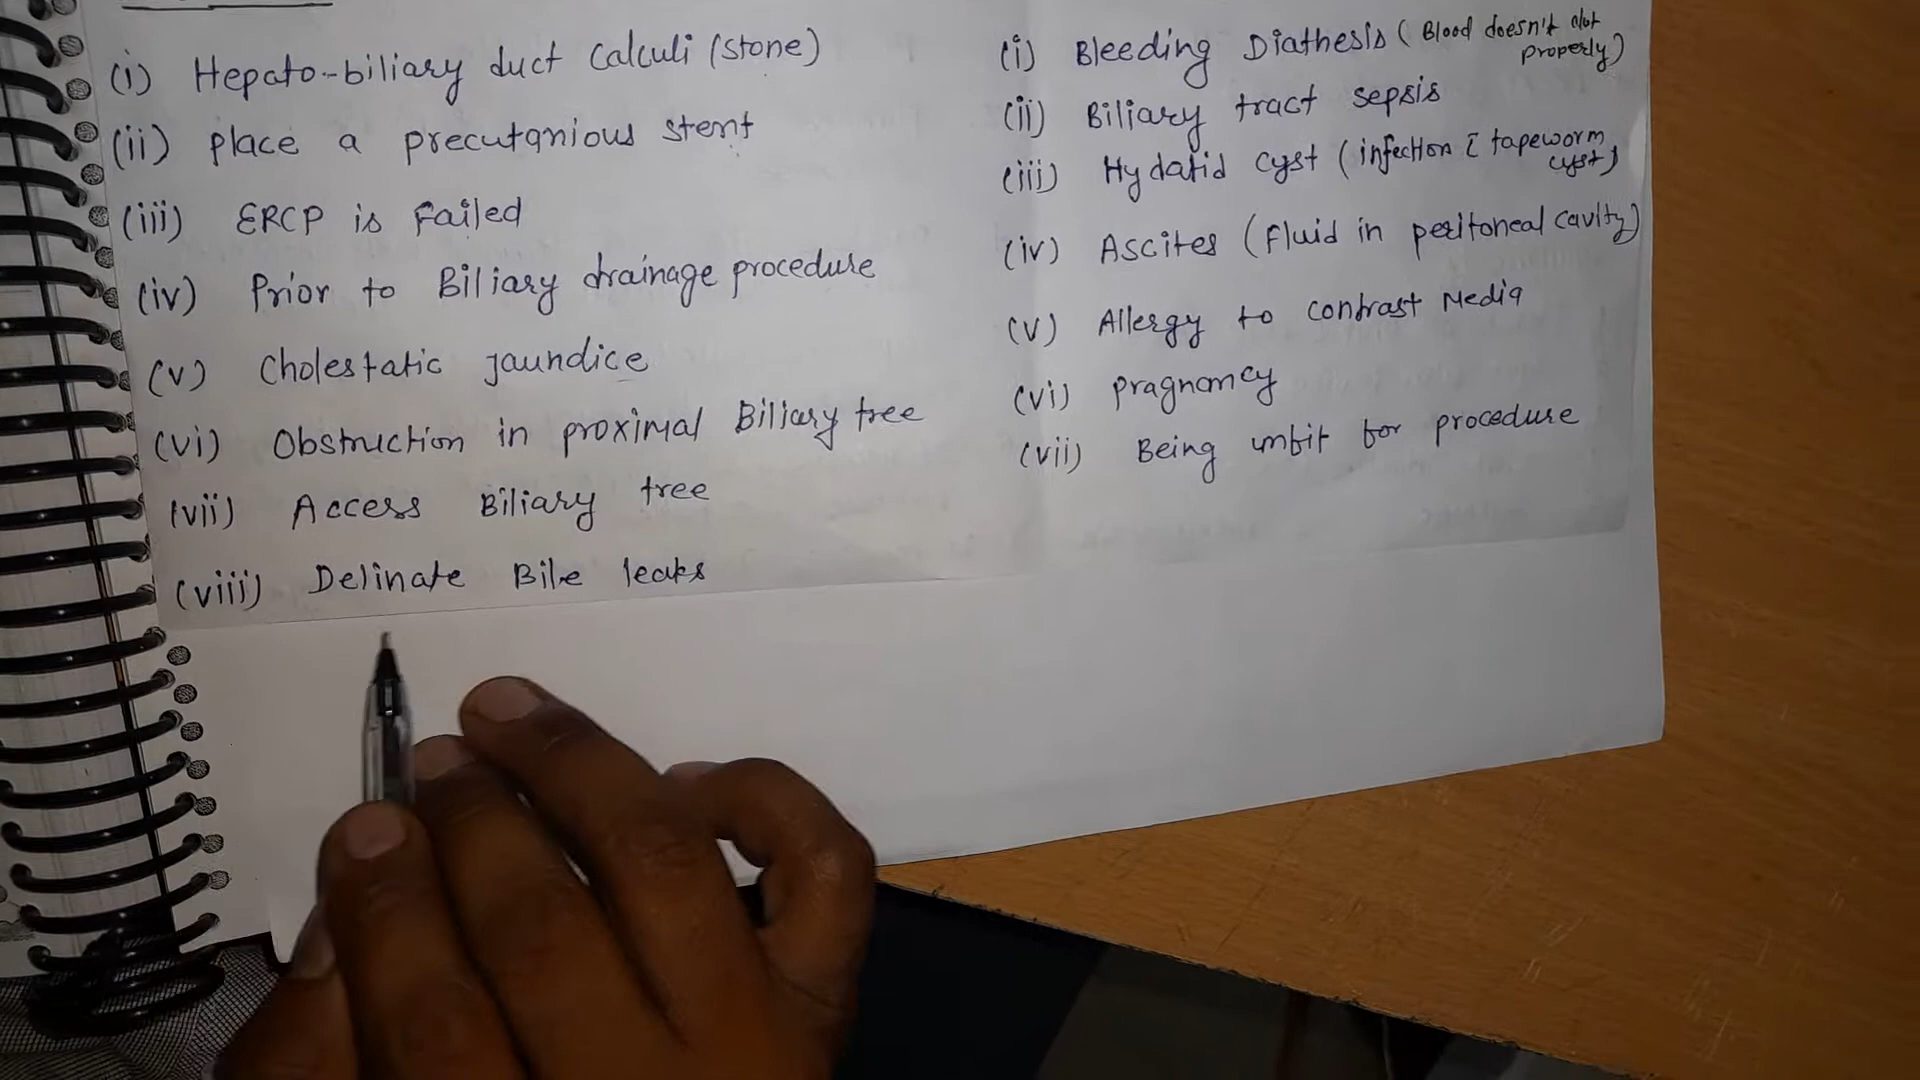 (i) Hepato-biliary duct calculi (stone)
(ii) place a precutanious stent
(iii) ERCP is failed
(iv) Prior to Biliary drainage procedure
(v) Cholestatic jaundice
(vi) Obstruction in proximal Biliary tree
(vii) Access Biliary tree
(viii) Delinate Bile leaks
(i) Bleeding Diathesis (Blood doesn't clot
properly)
(ii) Biliary tract sepsis
(iii) Hydatid cyst (infection c̄ tapeworm
cyst)
(iv) Ascites (fluid in peritoneal cavity)
(v) Allergy to contrast Media
(vi) pragnancy
(vii) Being unfit for procedure